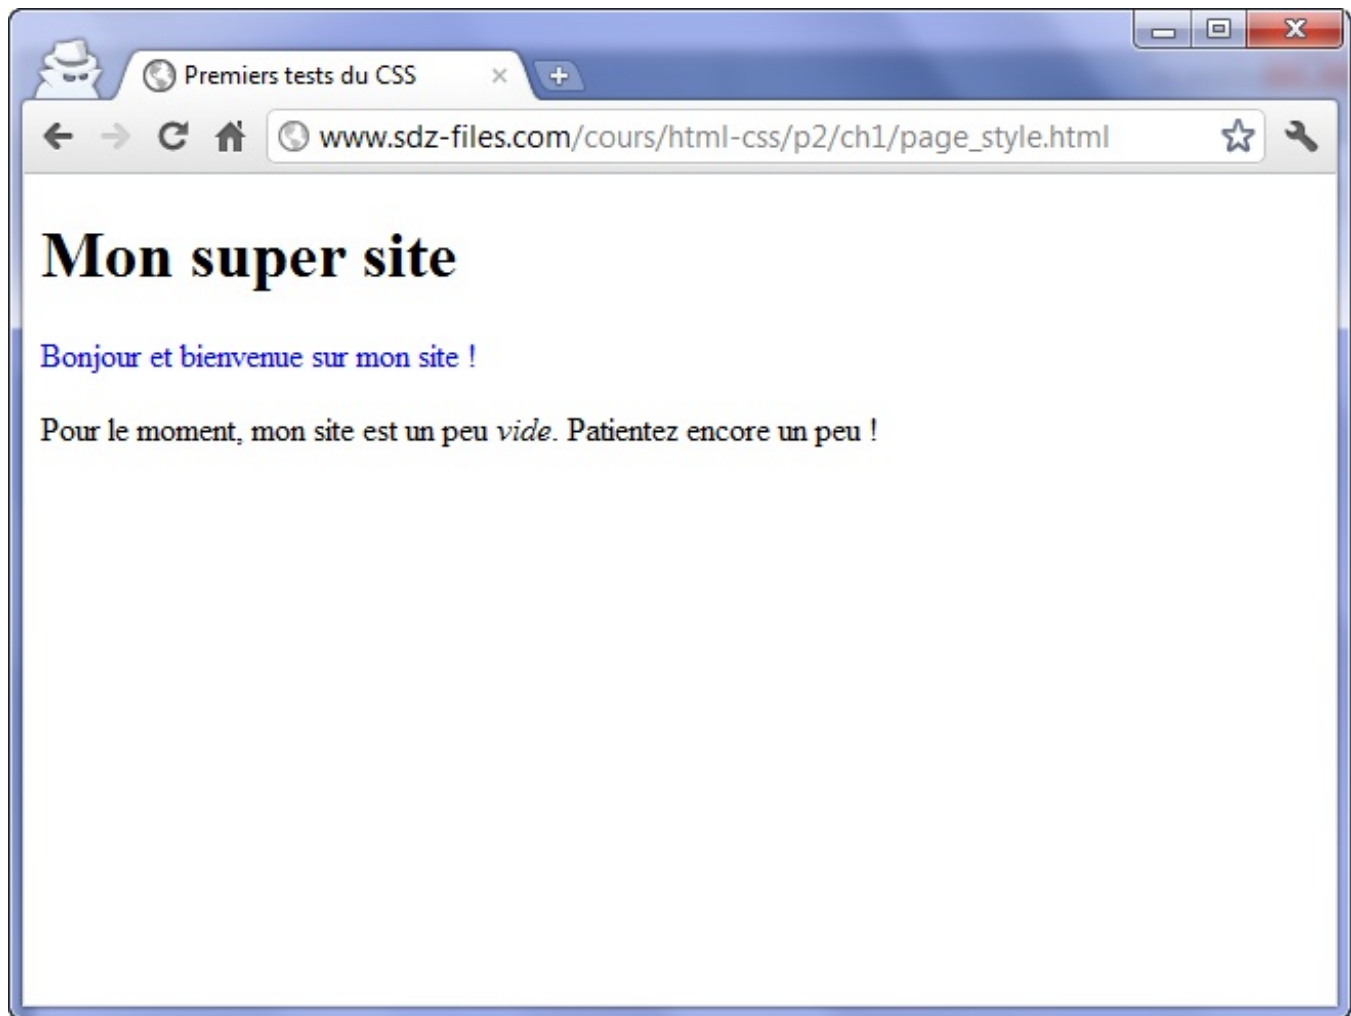 Premiers tests du CSS
www.sdz-files.com/cours/html-css/p2/ch1/page_style.html
Mon super site
Bonjour et bienvenue sur mon site !
Pour le moment, mon site est un peu vide. Patientez encore un peu !